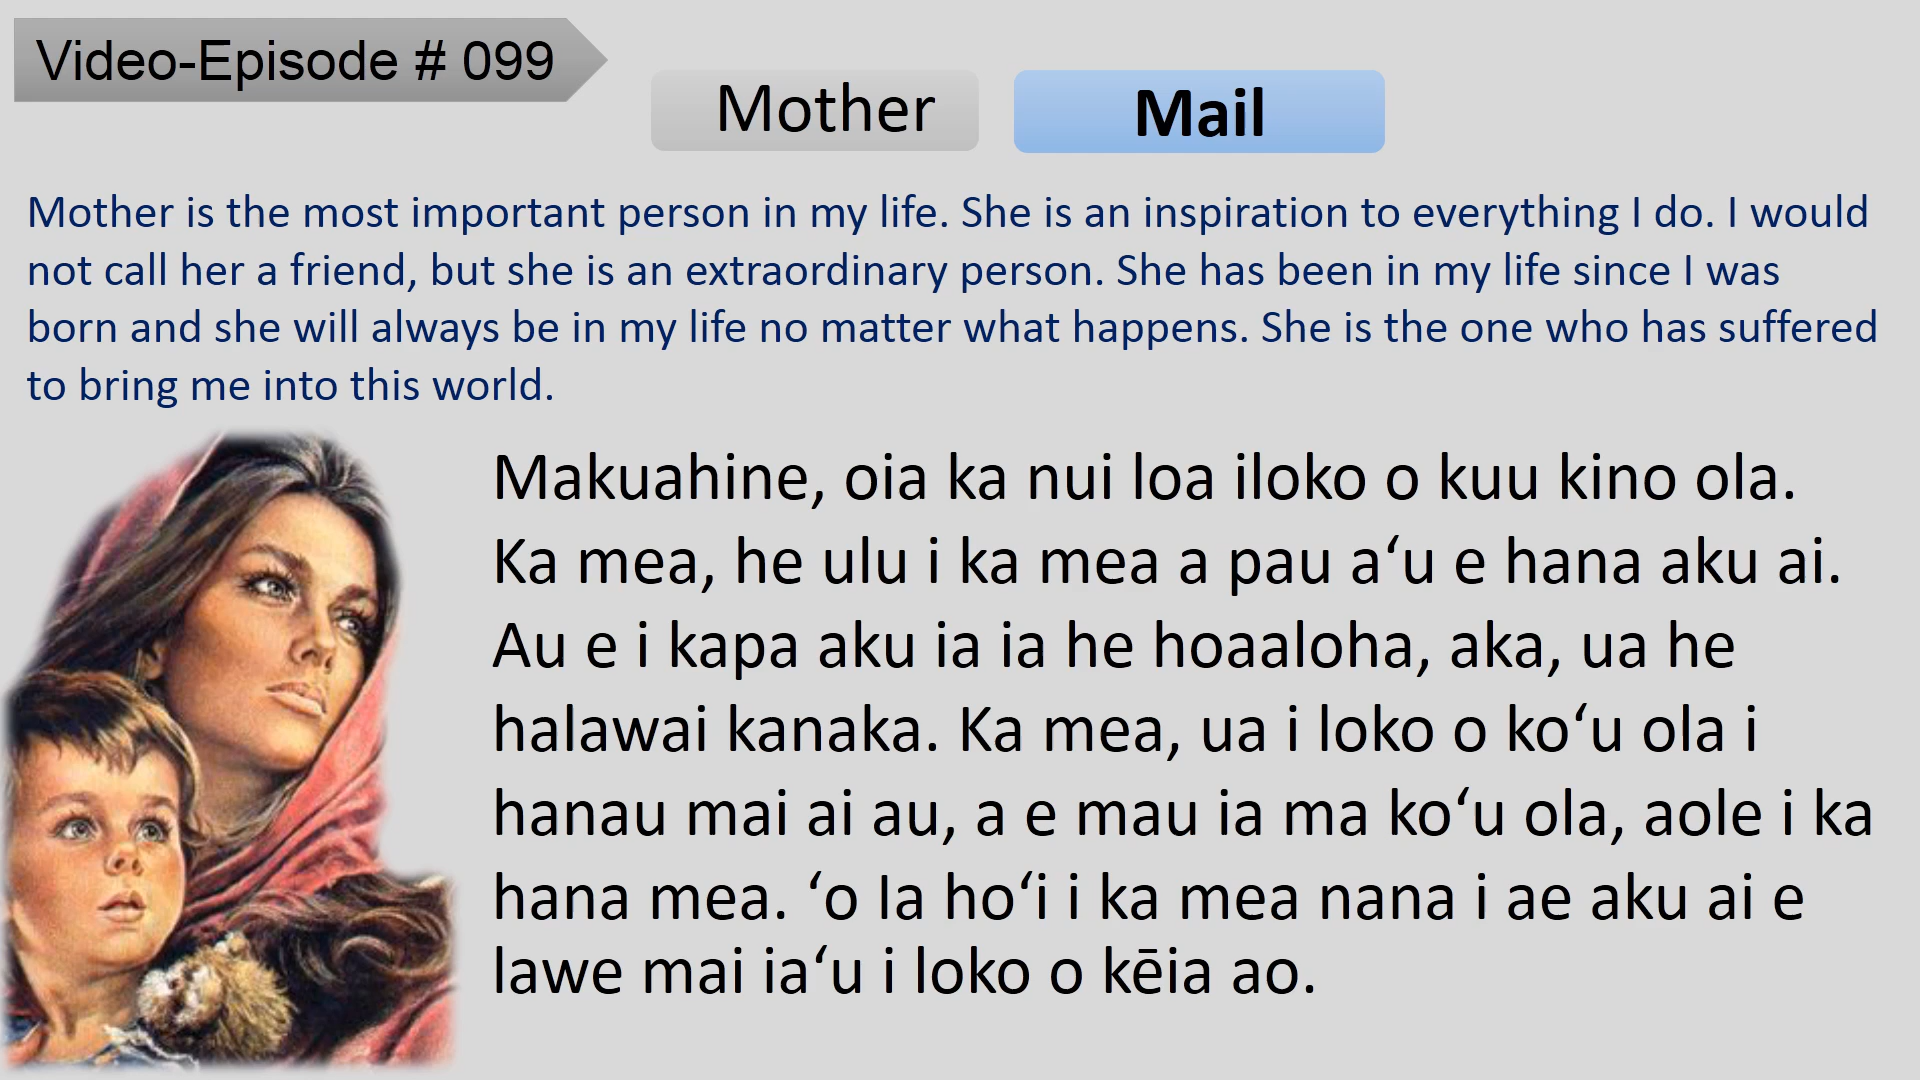 Video-Episode # 099
Mother
Mail
Mother is the most important person in my life. She is an inspiration to everything I do. I would
not call her a friend, but she is an extraordinary person. She has been in my life since I was
born and she will always be in my life no matter what happens. She is the one who has suffered
to bring me into this world.
Makuahine, oia ka nui loa iloko o kuu kino ola.
Ka mea, he ulu i ka mea a pau aʻu e hana aku ai.
Au e i kapa aku ia ia he hoaaloha, aka, ua he
halawai kanaka. Ka mea, ua i loko o koʻu ola i
hanau mai ai au, a e mau ia ma koʻu ola, aole i ka
hana mea. ʻo Ia hoʻi i ka mea nana i ae aku ai e
lawe mai iaʻu i loko o kēia ao.